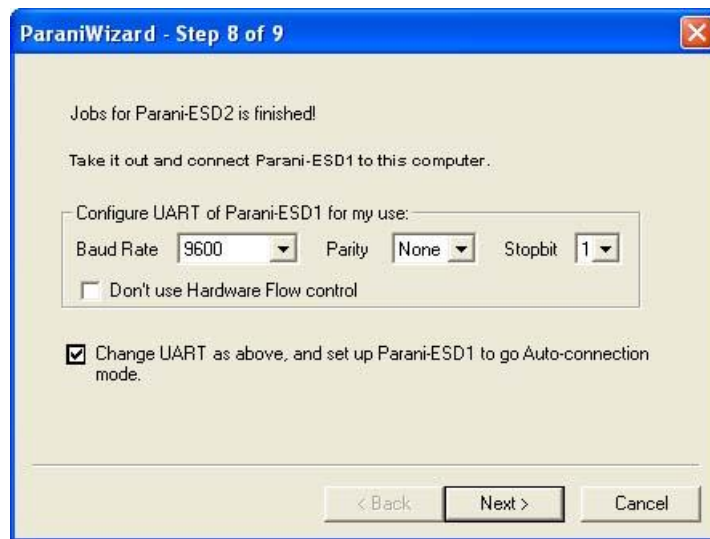 ParaniWizard - Step 8 of 9
Jobs for Parani-ESD2 is finished!
Take it out and connect Parani-ESD1 to this computer.
Configure UART of Parani-ESD1 for my use:
Baud Rate 9600 Parity None Stopbit 1
Don't use Hardware Flow control
Change UART as above, and set up Parani-ESD1 to go Auto-connection
mode.
< Back Next > Cancel